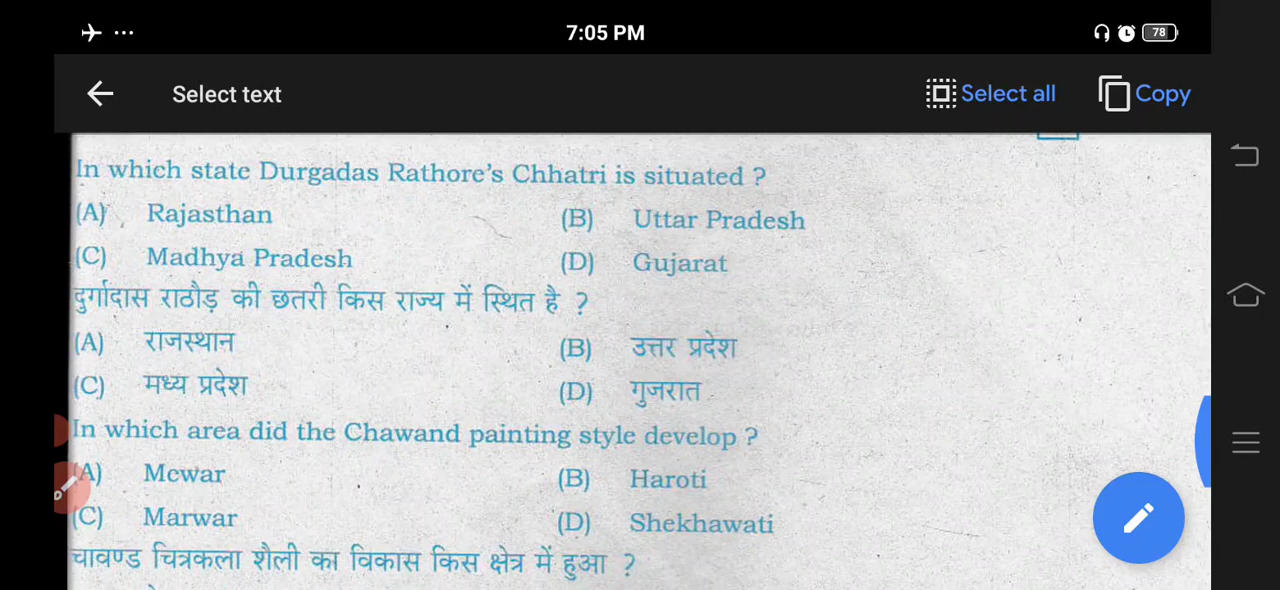 7:05 PM
78
Select text
Select all
Copy
In which state Durgadas Rathore's Chhatri is situated ?
(A) Rajasthan (B) Uttar Pradesh
(C) Madhya Pradesh (D) Gujarat
दुर्गादास राठौड़ की छतरी किस राज्य में स्थित है ?
(A) राजस्थान (B) उत्तर प्रदेश
(C) मध्य प्रदेश (D) गुजरात
In which area did the Chawand painting style develop ?
(A) Mewar (B) Haroti
(C) Marwar (D) Shekhawati
चावण्ड चित्रकला शैली का विकास किस क्षेत्र में हुआ ?